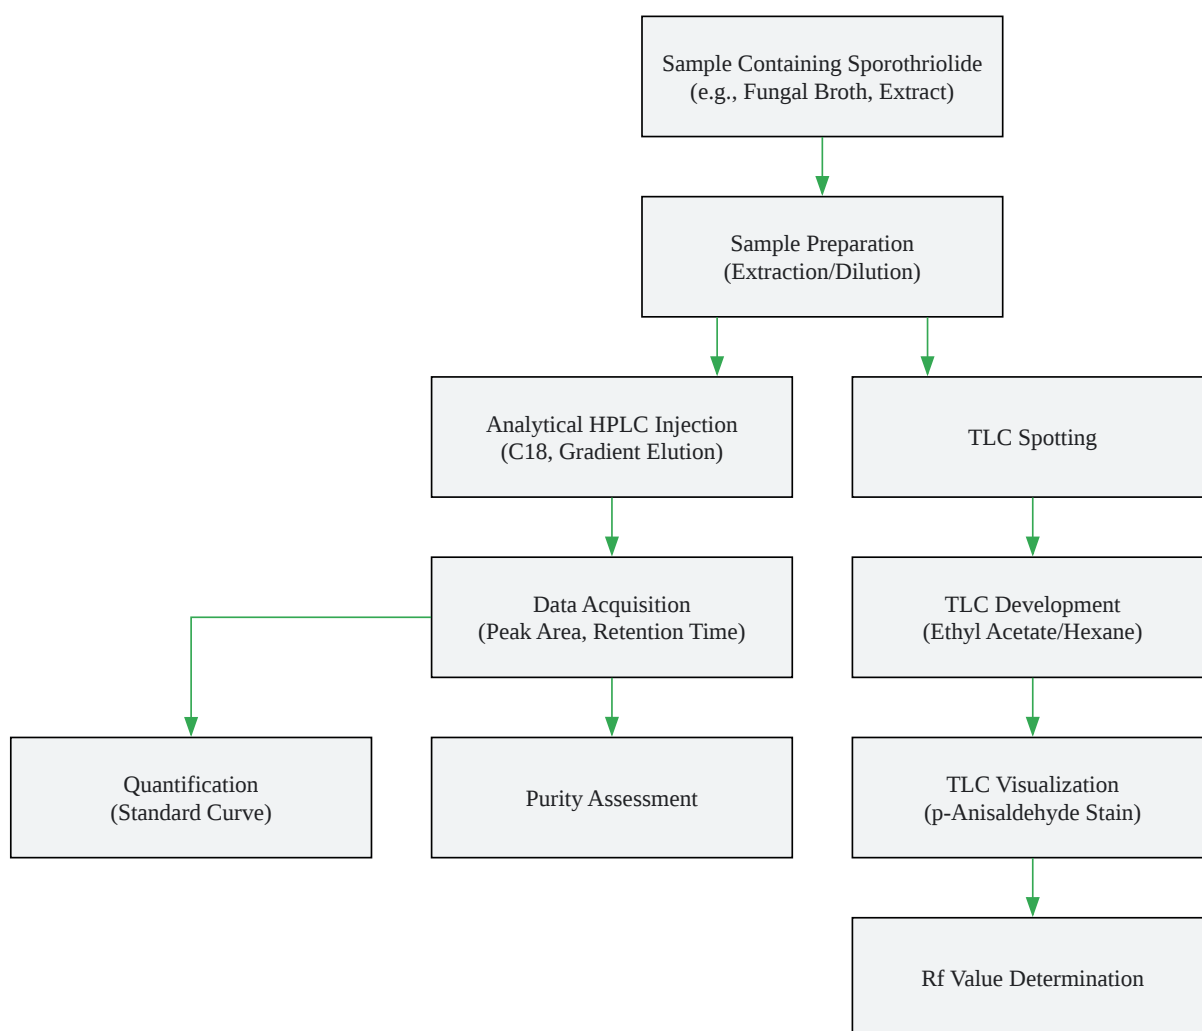 Sample Containing Sporothriolide
(e.g., Fungal Broth, Extract)
Sample Preparation
(Extraction/Dilution)
Analytical HPLC Injection
(C18, Gradient Elution)
TLC Spotting
Data Acquisition
(Peak Area, Retention Time)
TLC Development
(Ethyl Acetate/Hexane)
Quantification
(Standard Curve)
Purity Assessment
TLC Visualization
(p-Anisaldehyde Stain)
Rf Value Determination